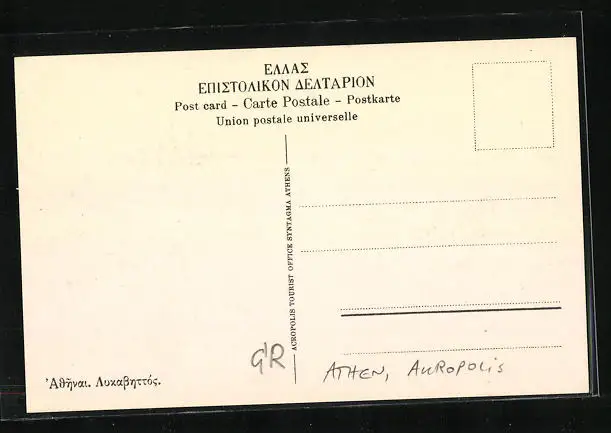 ΕΛΛΑΣ
ΕΠΙΣΤΟΛΙΚΟΝ ΔΕΛΤΑΡΙΟΝ
Post card – Carte Postale – Postkarte
Union postale universelle
ACROPOLIS TOURIST OFFICE SYNTAGMA ATHENS
Ἀθῆναι. Λυκαβηττός.
GR
ATHEN, AKROPOLIS